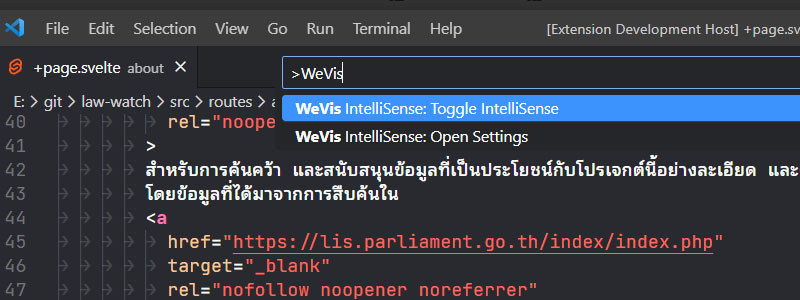 File Edit Selection View Go Run Terminal [Extension Development Host] +page.sv
+page.svelte about
>WeVis
E: > git > law-watch > src > routes > a
WeVis IntelliSense: Toggle IntelliSense
WeVis IntelliSense: Open Settings
40 rel="noope
41 >
42 สำหรับการค้นคว้า และสนับสนุนข้อมูลที่เป็นประโยชน์กับโปรเจกต์นี้อย่างละเอียด และ
43 โดยข้อมูลที่ได้มาจากการสืบค้นใน
44 <a
45 href="https://lis.parliament.go.th/index/index.php"
46 target="_blank"
47 rel="nofollow noopener noreferrer"